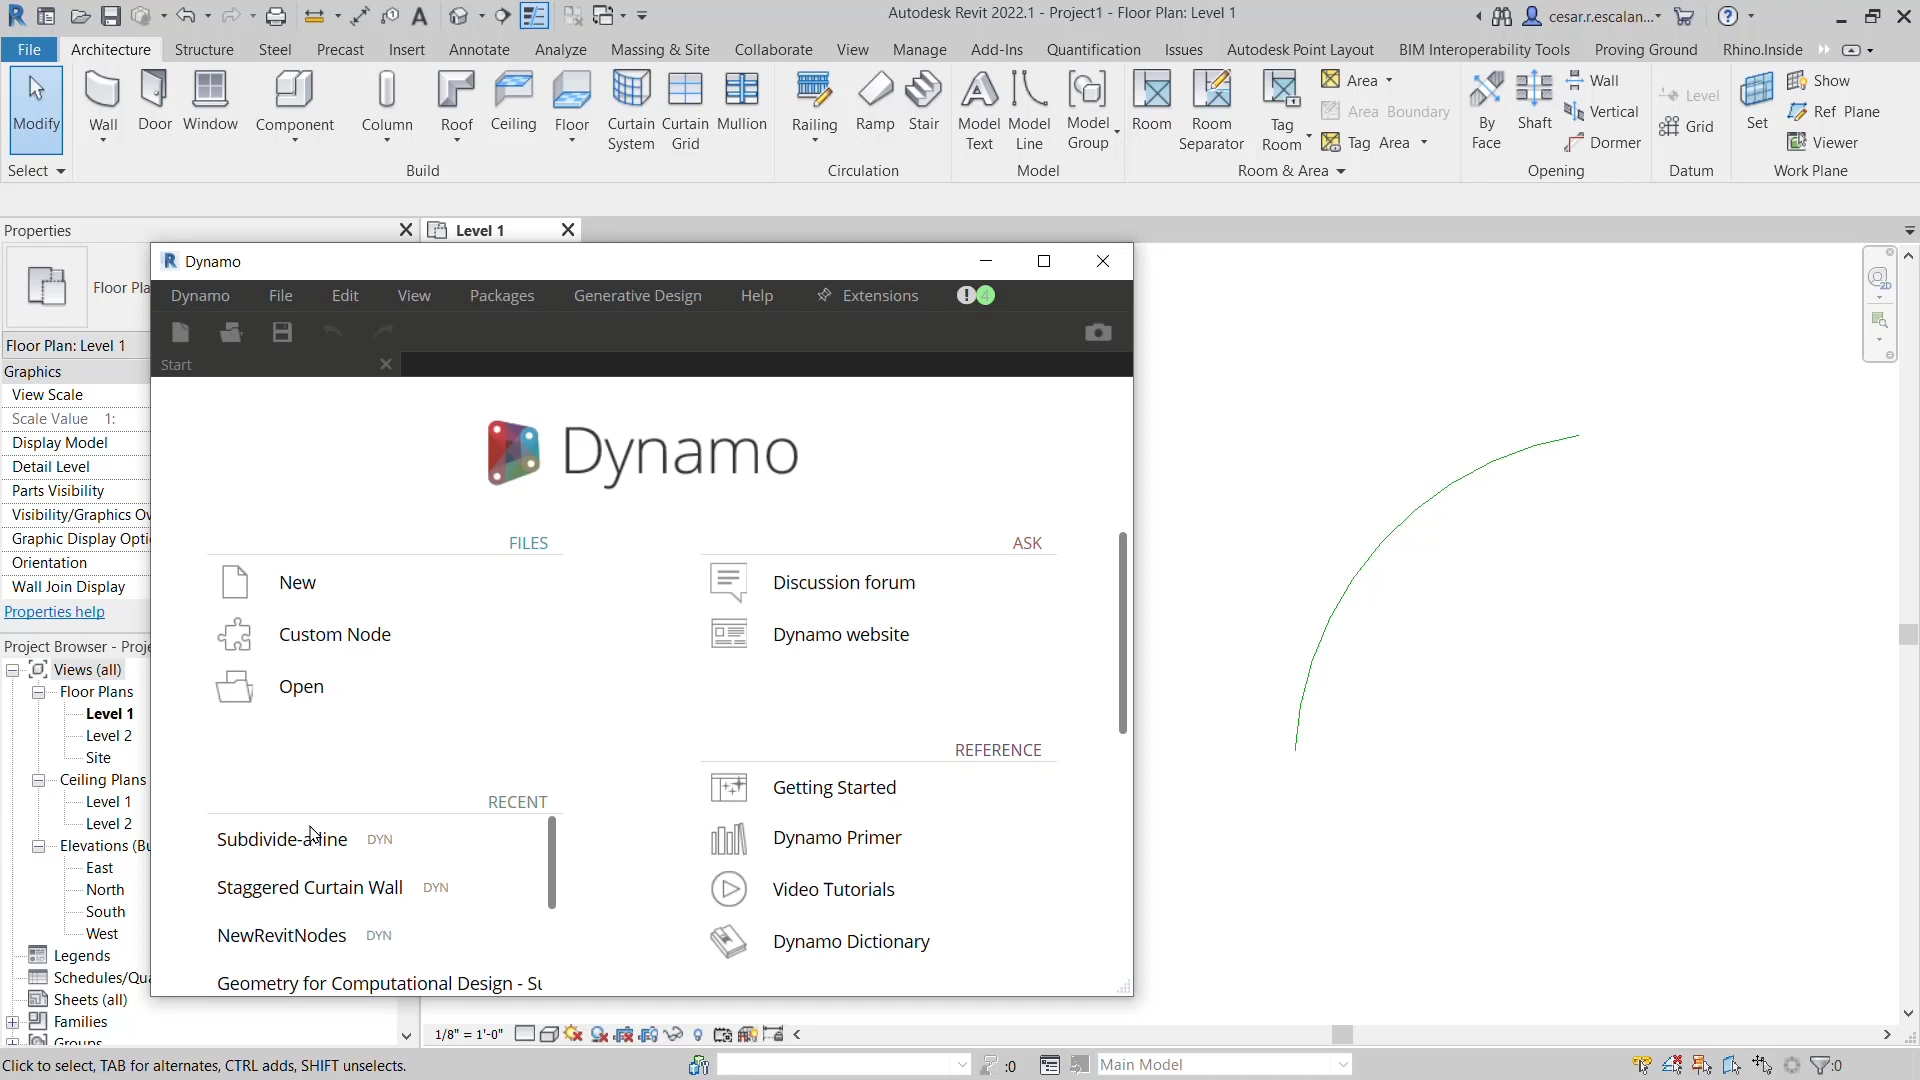 Autodesk Revit 2022.1 - Project1 - Floor Plan: Level 1
cesar.r.escalan...
File Architecture Structure Steel Precast Insert Annotate Analyze Massing & Site Collaborate View Manage Add-Ins Quantification Issues Autodesk Point Layout BIM Interoperability Tools Proving Ground Rhino.Inside
Modify Wall Door Window Component Column Roof Ceiling Floor Curtain System Curtain Grid Mullion Railing Ramp Stair Model Text Model Line Model Group Room Room Separator Tag Room
Area
Area Boundary
Tag Area
By Face Shaft
Wall
Vertical
Dormer
Level
Grid
Set
Show
Ref Plane
Viewer
Select Build Circulation Model Room & Area Opening Datum Work Plane
Properties
Level 1
Floor Pla
Floor Plan: Level 1
Graphics
View Scale
Scale Value 1:
Display Model
Detail Level
Parts Visibility
Visibility/Graphics Ov
Graphic Display Opti
Orientation
Wall Join Display
Properties help
Project Browser - Proje
Views (all)
Floor Plans
Level 1
Level 2
Site
Ceiling Plans
Level 1
Level 2
Elevations (Bu
East
North
South
West
Legends
Schedules/Qua
Sheets (all)
Families
Groups
Dynamo
Dynamo File Edit View Packages Generative Design Help Extensions 4
Start
Dynamo
FILES
New
Custom Node
Open
ASK
Discussion forum
Dynamo website
REFERENCE
Getting Started
Dynamo Primer
Video Tutorials
Dynamo Dictionary
RECENT
Subdivide-a-line DYN
Staggered Curtain Wall DYN
NewRevitNodes DYN
Geometry for Computational Design - Su
2D
1/8" = 1'-0"
Click to select, TAB for alternates, CTRL adds, SHIFT unselects.
:0
Main Model
:0